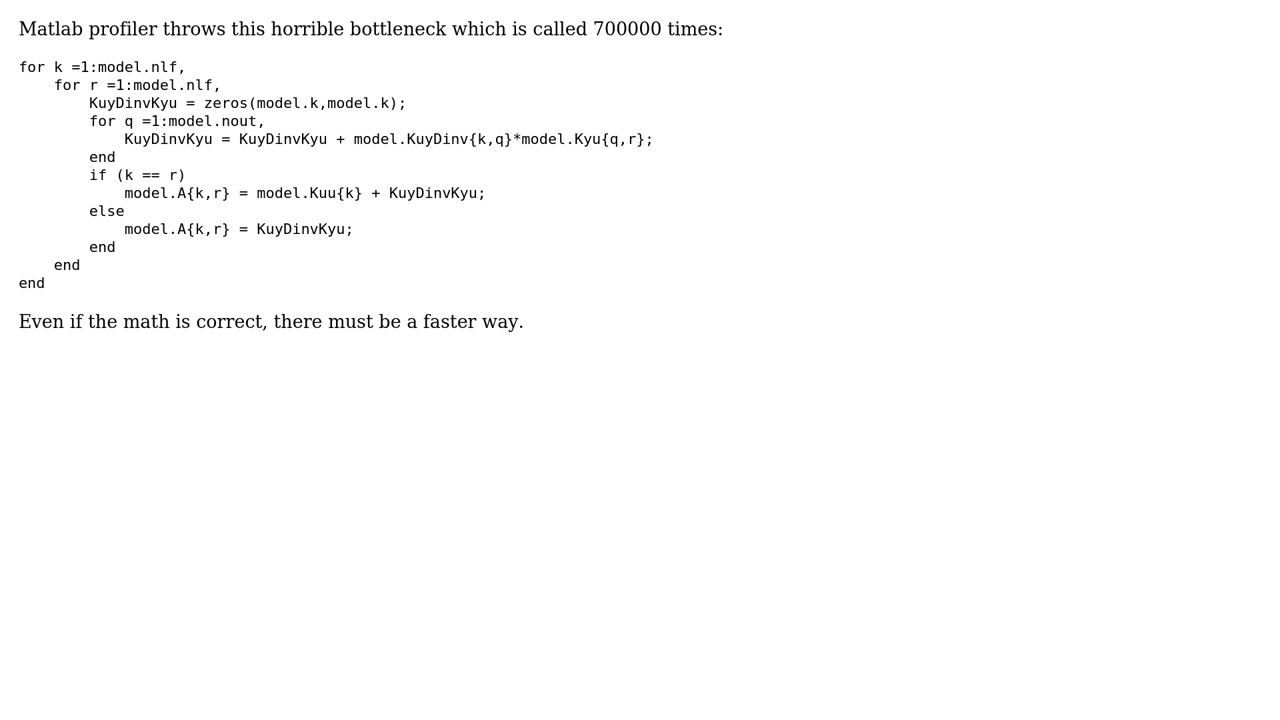 Matlab profiler throws this horrible bottleneck which is called 700000 times:
for k =1:model.nlf,
    for r =1:model.nlf,
        KuyDinvKyu = zeros(model.k,model.k);
        for q =1:model.nout,
            KuyDinvKyu = KuyDinvKyu + model.KuyDinv{k,q}*model.Kyu{q,r};
        end
        if (k == r)
            model.A{k,r} = model.Kuu{k} + KuyDinvKyu;
        else
            model.A{k,r} = KuyDinvKyu;
        end
    end
end
Even if the math is correct, there must be a faster way.